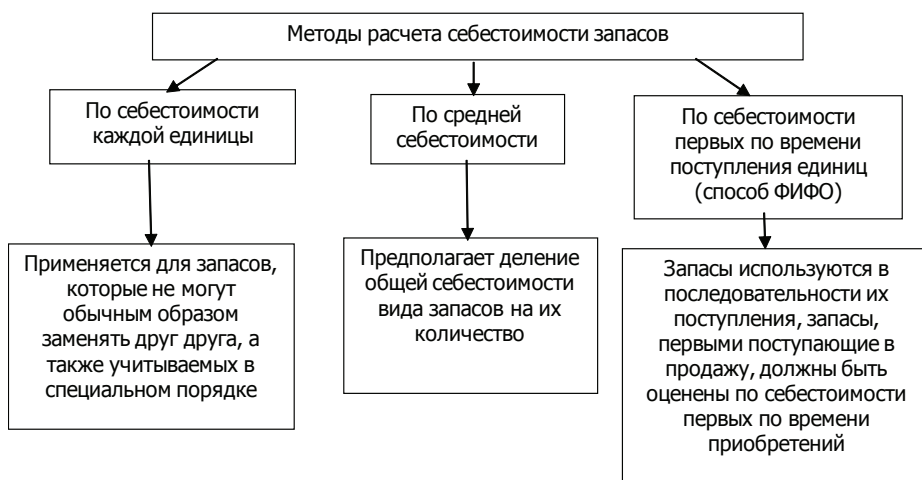 Методы расчета себестоимости запасов
По себестоимости
каждой единицы
По средней
себестоимости
По себестоимости
первых по времени
поступления единиц
(способ ФИФО)
Применяется для запасов,
которые не могут
обычным образом
заменять друг друга, а
также учитываемых в
специальном порядке
Предполагает деление
общей себестоимости
вида запасов на их
количество
Запасы используются в
последовательности их
поступления, запасы,
первыми поступающие в
продажу, должны быть
оценены по себестоимости
первых по времени
приобретений